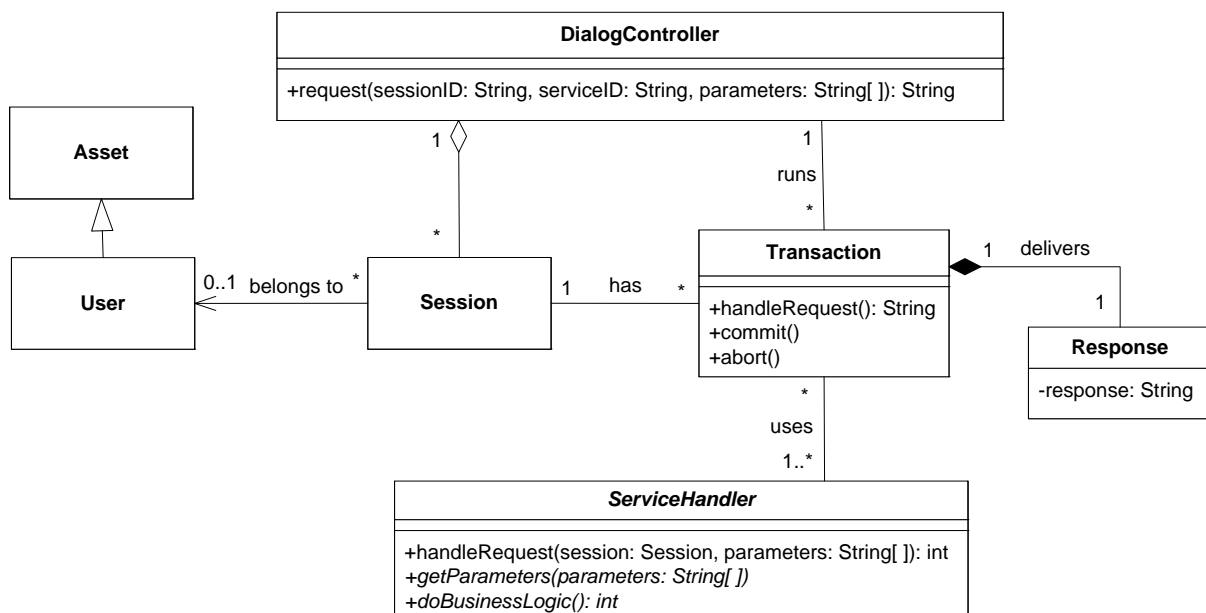 DialogController
+request(sessionID: String, serviceID: String, parameters: String[ ]): String
1
1
Asset
runs
*
*
Transaction
1
delivers
User
0..1
belongs to
*
Session
1
has
*
+handleRequest(): String
+commit()
+abort()
1
Response
-response: String
*
uses
1..*
ServiceHandler
+handleRequest(session: Session, parameters: String[ ]): int
+getParameters(parameters: String[ ])
+doBusinessLogic(): int